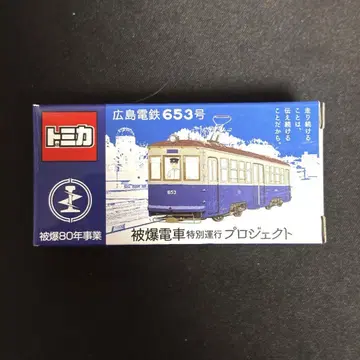 トミカ
広島電鉄653号
走り続ける
ことは、
伝え続ける
ことだから。
653
被爆80年事業
被爆電車特別運行プロジェクト